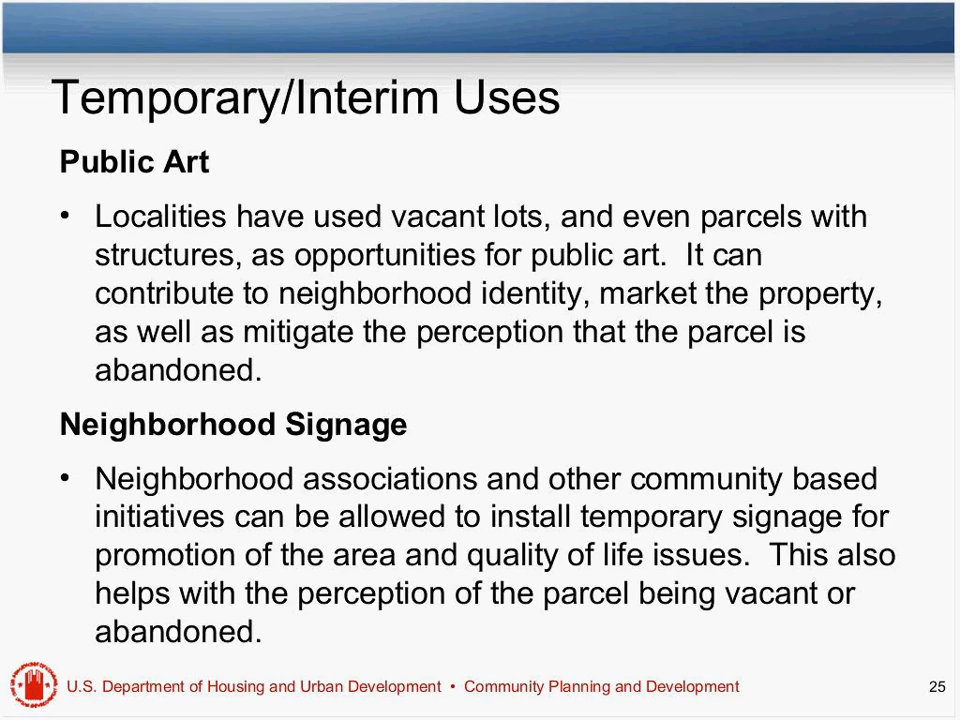 Temporary/Interim Uses
Public Art
• Localities have used vacant lots, and even parcels with
structures, as opportunities for public art.  It can
contribute to neighborhood identity, market the property,
as well as mitigate the perception that the parcel is
abandoned.
Neighborhood Signage
• Neighborhood associations and other community based
initiatives can be allowed to install temporary signage for
promotion of the area and quality of life issues.  This also
helps with the perception of the parcel being vacant or
abandoned.
U.S. Department of Housing and Urban Development • Community Planning and Development 25